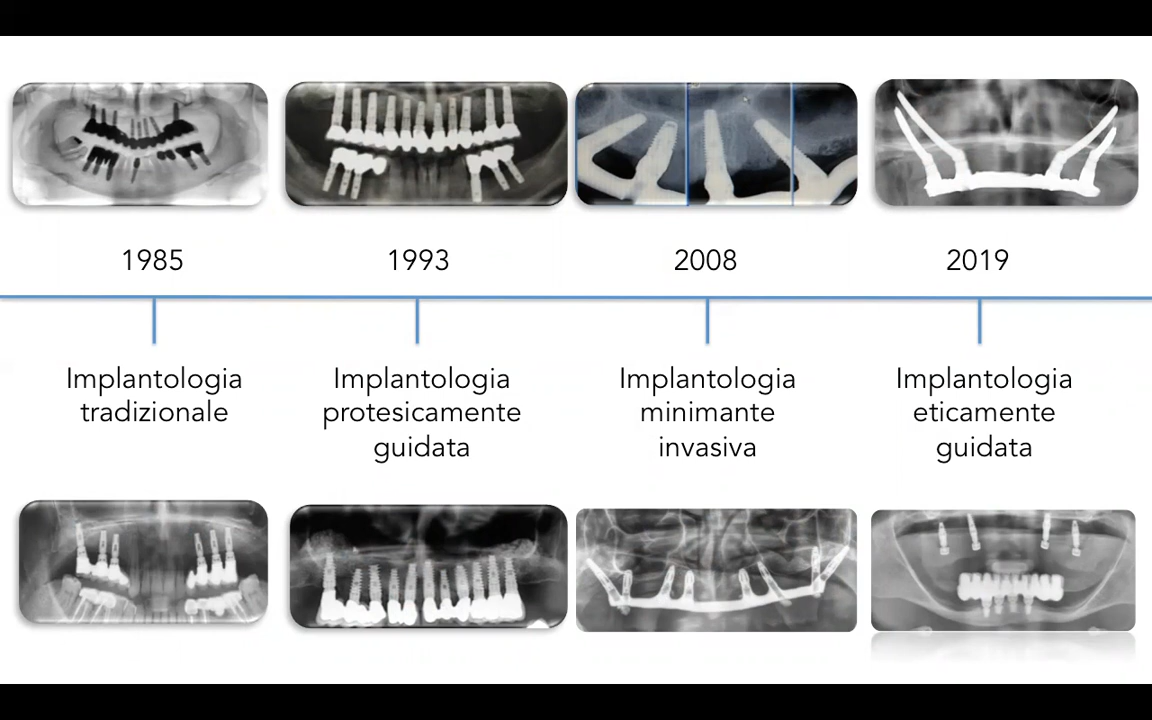 1985
1993
2008
2019
Implantologia
tradizionale
Implantologia
protesicamente
guidata
Implantologia
minimante
invasiva
Implantologia
eticamente
guidata